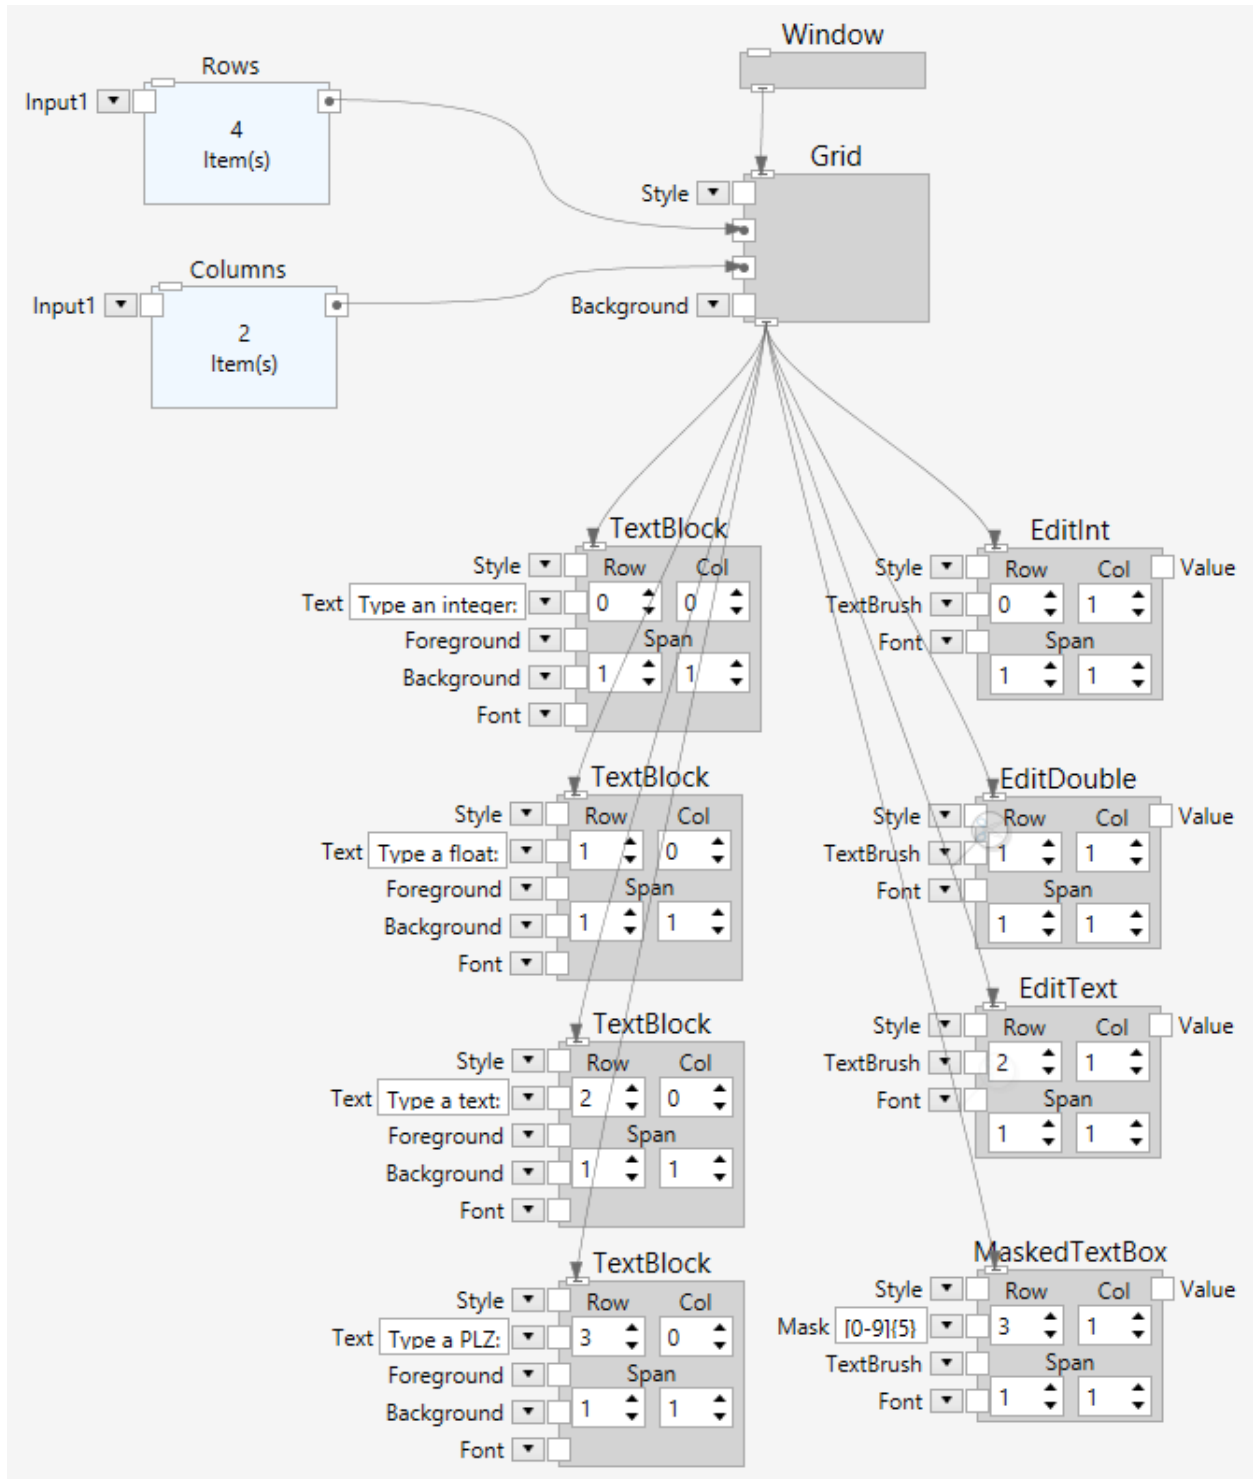 Window
Rows
Input1
4
Item(s)
Grid
Style
Columns
Input1
2
Item(s)
Background
TextBlock
Style
Row Col
Text Type an integer: 0 0
Foreground Span
Background 1 1
Font
EditInt
Style Row Col Value
TextBrush 0 1
Font Span
1 1
TextBlock
Style Row Col
Text Type a float: 1 0
Foreground Span
Background 1 1
Font
EditDouble
Style Row Col Value
TextBrush 1 1
Font Span
1 1
TextBlock
Style Row Col
Text Type a text: 2 0
Foreground Span
Background 1 1
Font
EditText
Style Row Col Value
TextBrush 2 1
Font Span
1 1
TextBlock
Style Row Col
Text Type a PLZ: 3 0
Foreground Span
Background 1 1
Font
MaskedTextBox
Style Row Col Value
Mask [0-9]{5} 3 1
TextBrush Span
Font 1 1